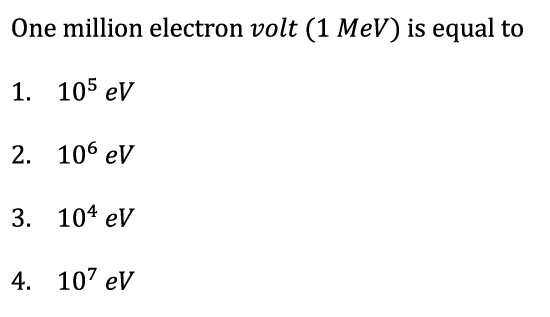 One million electron volt (1 MeV) is equal to
1. 10⁵ eV
2. 10⁶ eV
3. 10⁴ eV
4. 10⁷ eV